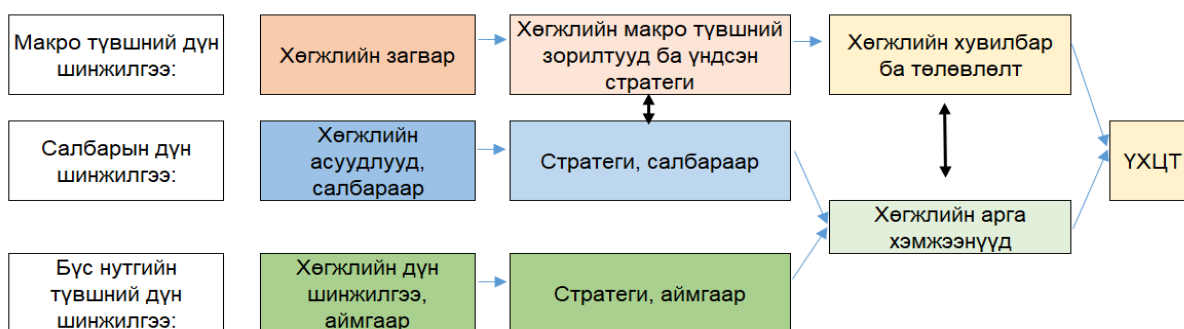 Макро түвшний дүн
шинжилгээ:
Хөгжлийн загвар
Хөгжлийн макро түвшний
зорилтууд ба үндсэн
стратеги
Хөгжлийн хувилбар
ба төлөвлөлт
Салбарын дүн
шинжилгээ:
Хөгжлийн
асуудлууд,
салбараар
Стратеги, салбараар
ҮХЦТ
Хөгжлийн арга
хэмжээнүүд
Бүс нутгийн
түвшний дүн
шинжилгээ:
Хөгжлийн дүн
шинжилгээ,
аймгаар
Стратеги, аймгаар